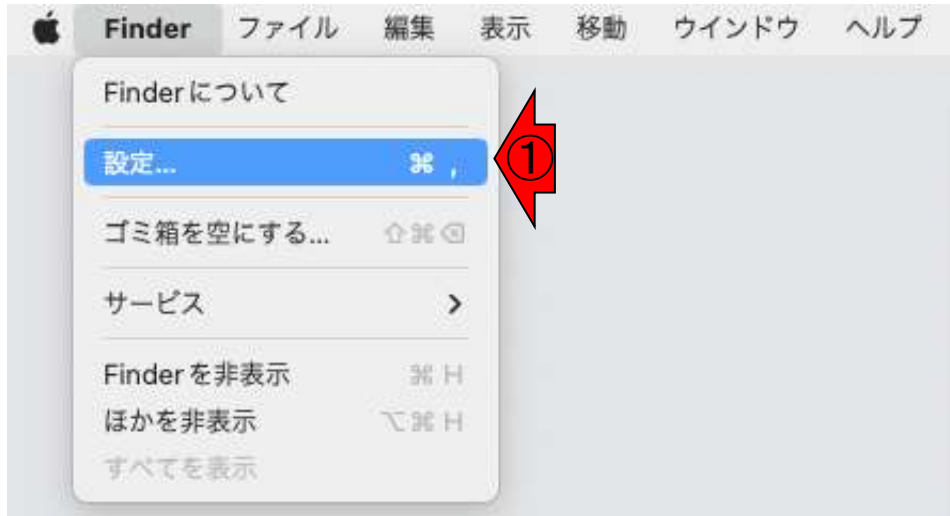 Finder ファイル 編集 表示 移動 ウインドウ ヘルプ
Finderについて
設定... ⌘ ,
①
ゴミ箱を空にする... ⇧⌘⌫
サービス >
Finderを非表示 ⌘ H
ほかを非表示 ⌥⌘ H
すべてを表示